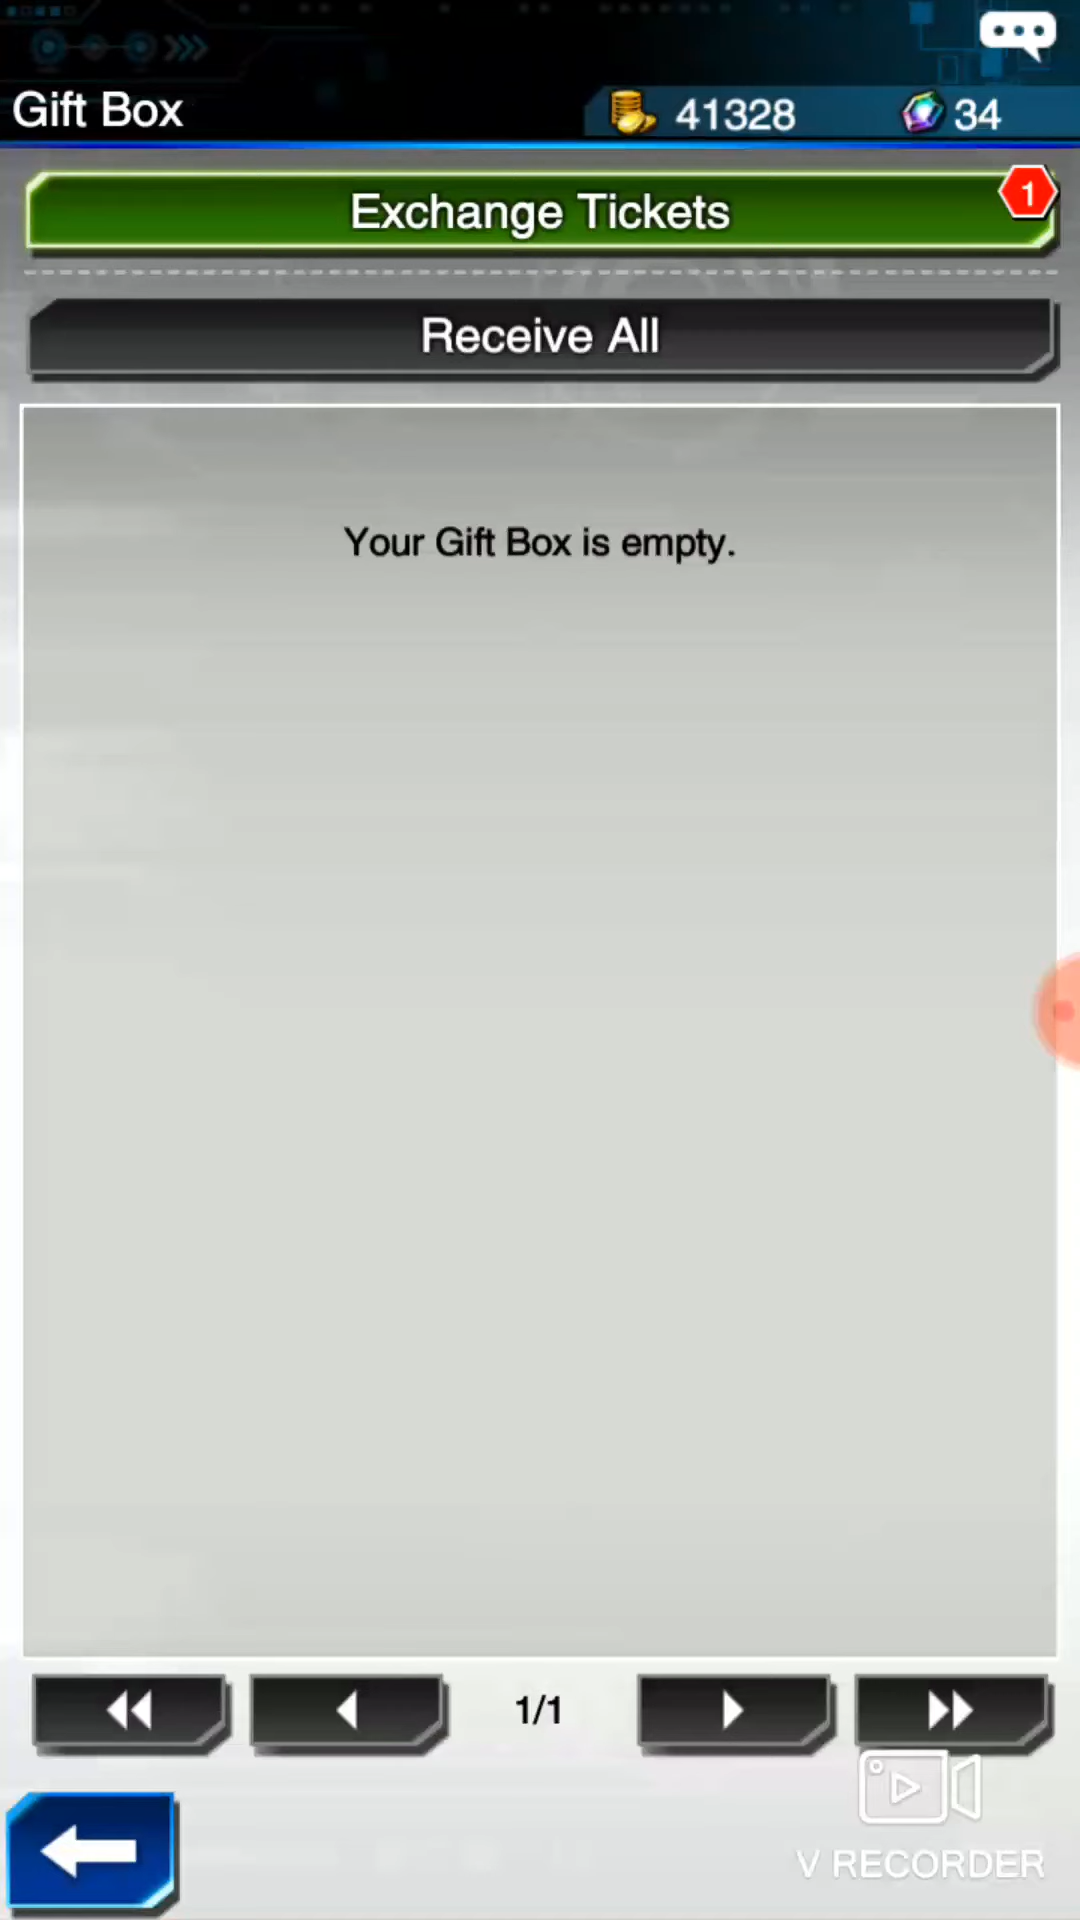 Gift Box
41328
34
Exchange Tickets
1
Receive All
Your Gift Box is empty.
1/1
V RECORDER